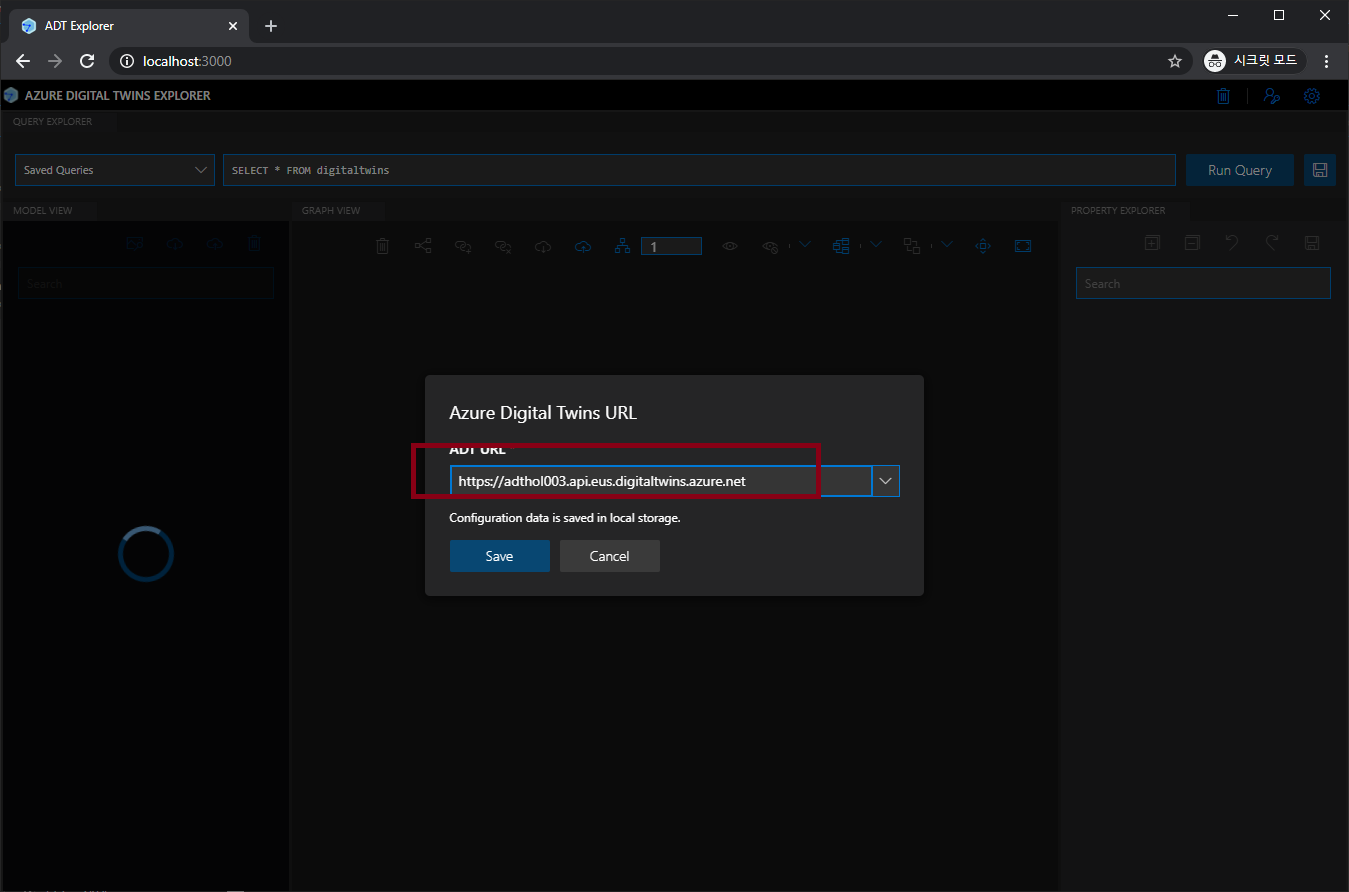 ADT Explorer
localhost:3000
시크릿 모드
AZURE DIGITAL TWINS EXPLORER
QUERY EXPLORER
Saved Queries
SELECT * FROM digitaltwins
Run Query
MODEL VIEW
GRAPH VIEW
PROPERTY EXPLORER
1
Search
Search
Azure Digital Twins URL
ADT URL
https://adthol003.api.eus.digitaltwins.azure.net
Configuration data is saved in local storage.
Save
Cancel